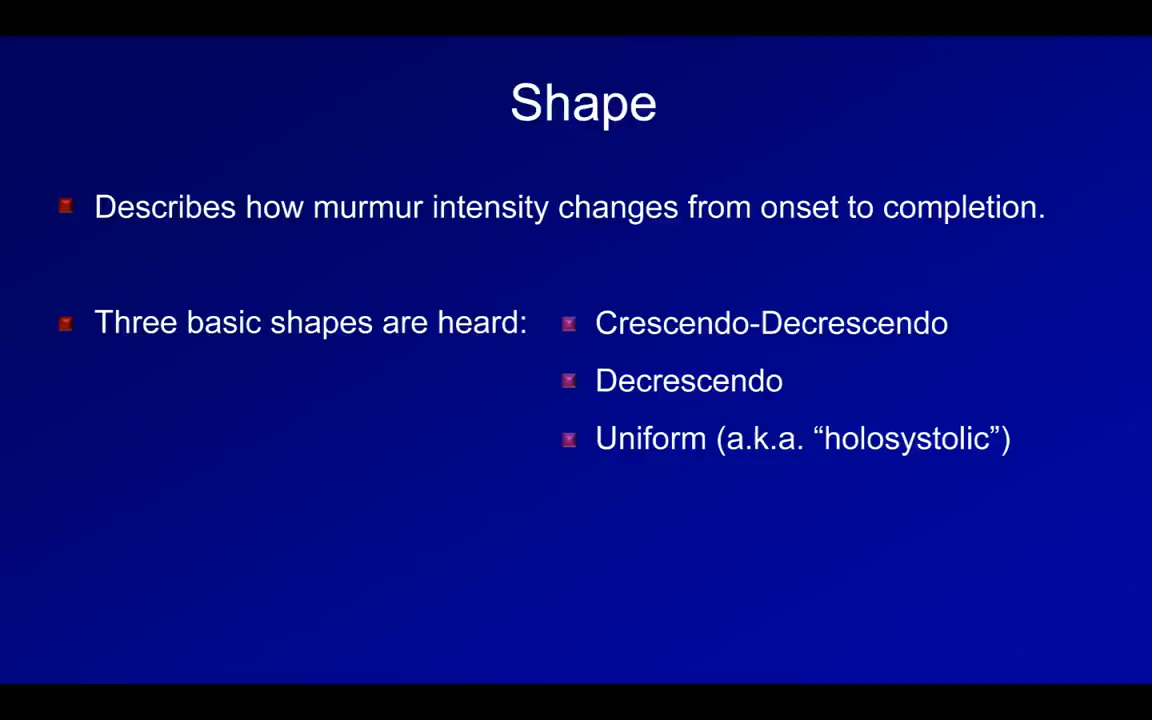 Shape
Describes how murmur intensity changes from onset to completion.
Three basic shapes are heard:
Crescendo-Decrescendo
Decrescendo
Uniform (a.k.a. “holosystolic”)